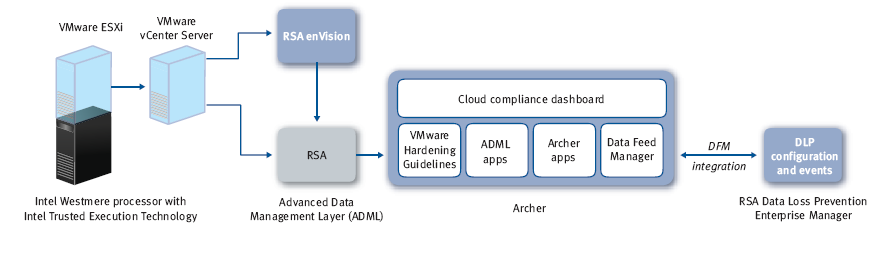 VMware ESXi
VMware
vCenter Server
RSA enVision
Cloud compliance dashboard
RSA
VMware
Hardening
Guidelines
ADML
apps
Archer
apps
Data Feed
Manager
DFM
integration
DLP
configuration
and events
Intel Westmere processor with
Intel Trusted Execution Technology
Advanced Data
Management Layer (ADML)
Archer
RSA Data Loss Prevention
Enterprise Manager